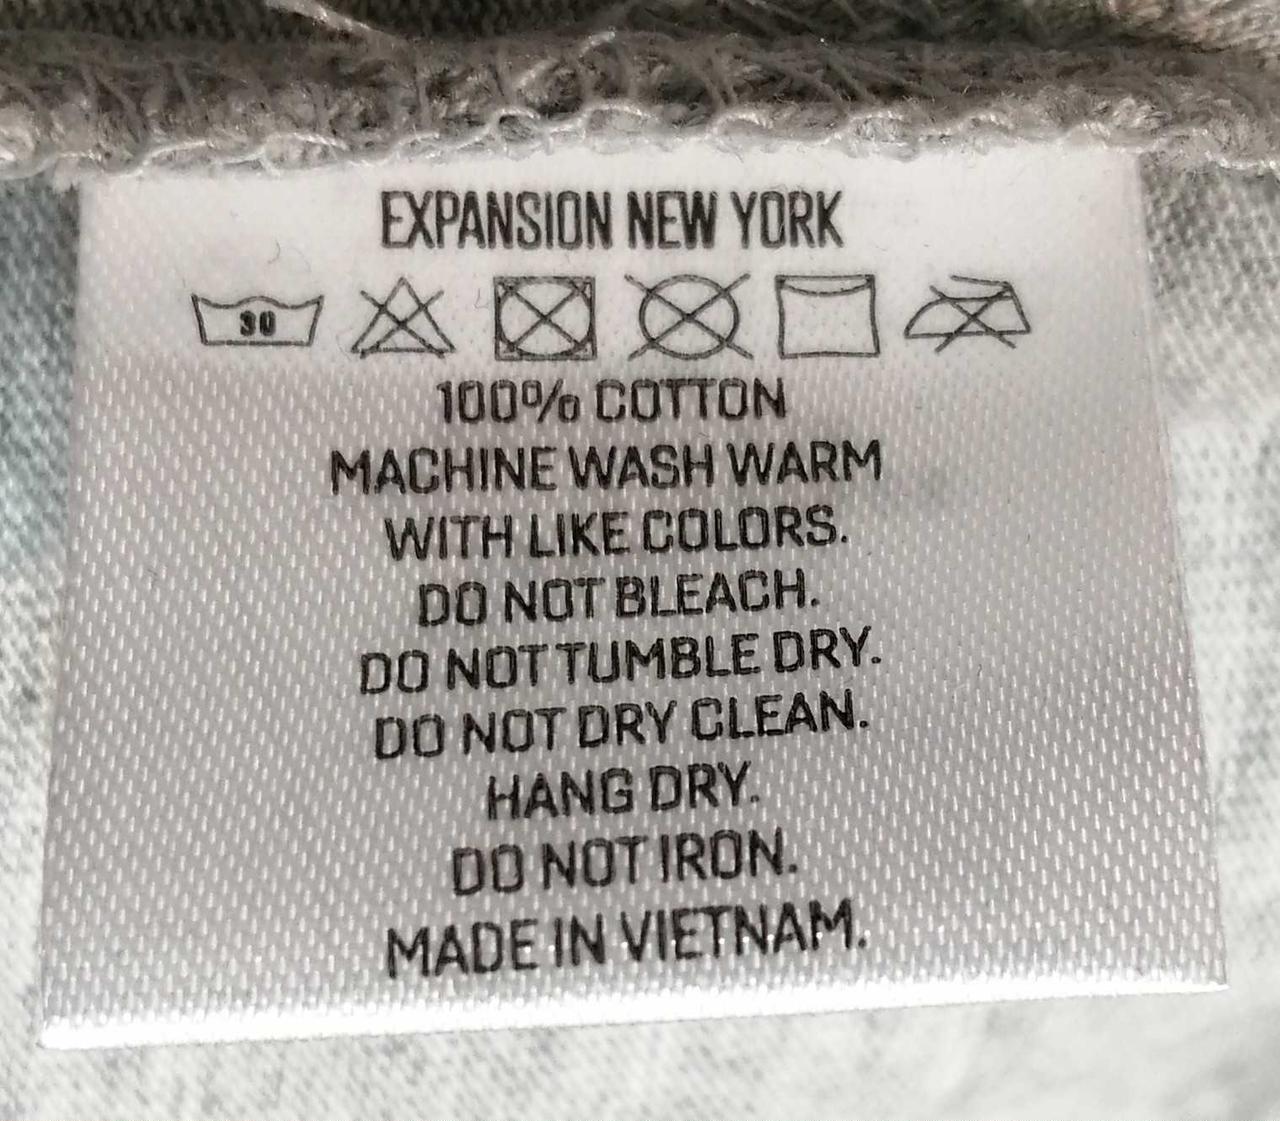 EXPANSION NEW YORK
30
100% COTTON
MACHINE WASH WARM
WITH LIKE COLORS.
DO NOT BLEACH.
DO NOT TUMBLE DRY.
DO NOT DRY CLEAN.
HANG DRY.
DO NOT IRON.
MADE IN VIETNAM.